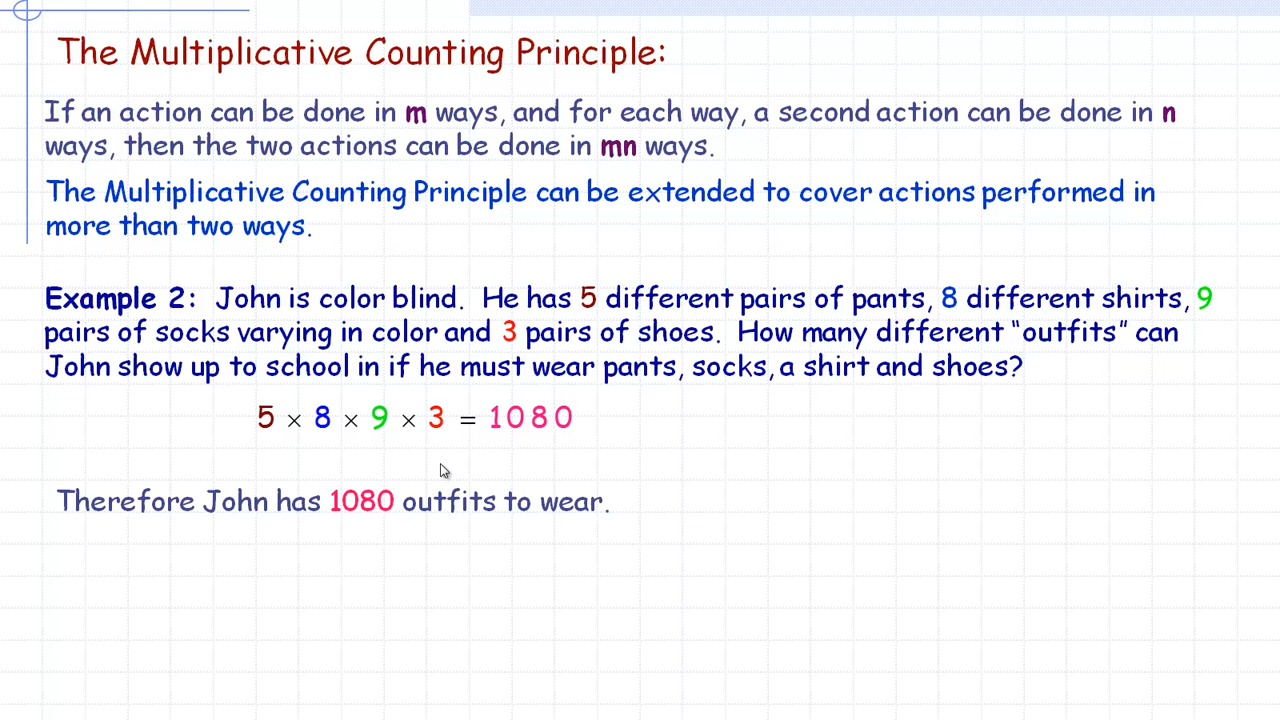 The Multiplicative Counting Principle:
If an action can be done in m ways, and for each way, a second action can be done in n
ways, then the two actions can be done in mn ways.
The Multiplicative Counting Principle can be extended to cover actions performed in
more than two ways.
Example 2: John is color blind. He has 5 different pairs of pants, 8 different shirts, 9
pairs of socks varying in color and 3 pairs of shoes. How many different “outfits” can
John show up to school in if he must wear pants, socks, a shirt and shoes?
5 × 8 × 9 × 3 = 1080
Therefore John has 1080 outfits to wear.